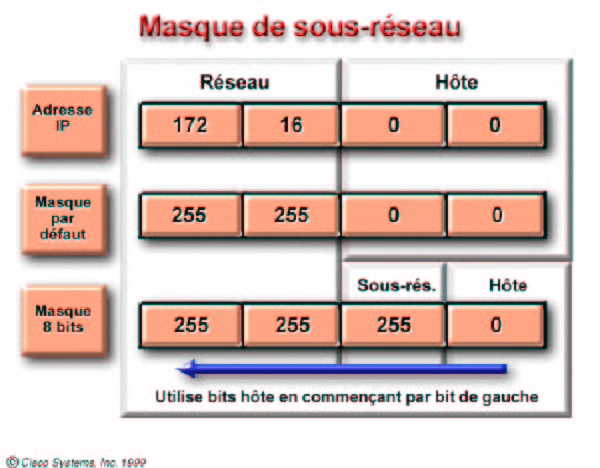 Masque de sous-réseau
Réseau Hôte
Adresse
IP
172 16 0 0
Masque
par
défaut
255 255 0 0
Sous-rés. Hôte
Masque
8 bits
255 255 255 0
Utilise bits hôte en commençant par bit de gauche
© Cisco Systems, Inc. 1999